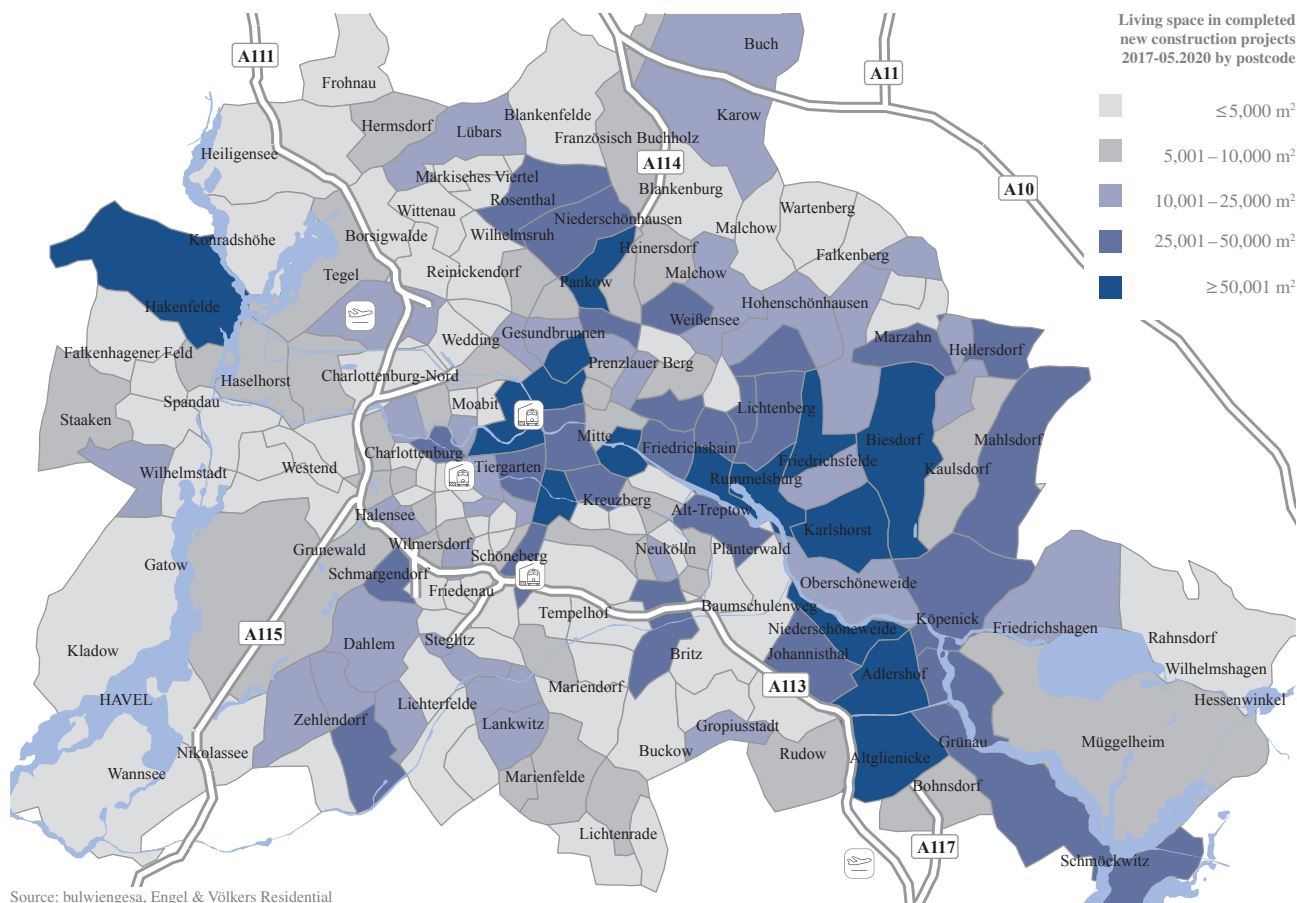 Living space in completed
new construction projects
2017-05.2020 by postcode
≤5,000 m²
5,001–10,000 m²
10,001–25,000 m²
25,001–50,000 m²
≥50,001 m²
Buch
A111
A11
Frohnau
Blankenfelde
Karow
Hermsdorf
Lübars
Französisch Buchholz
Heiligensee
A114
Märkisches Viertel
Blankenburg
A10
Rosenthal
Wittenau
Wartenberg
Niederschönhausen
Malchow
Konradshöhe
Borsigwalde
Wilhelmsruh
Heinersdorf
Falkenberg
Tegel
Reinickendorf
Malchow
Pankow
Hakenfelde
Hohenschönhausen
Weißensee
Gesundbrunnen
Marzahn
Wedding
Hellersdorf
Falkenhagener Feld
Prenzlauer Berg
Charlottenburg-Nord
Haselhorst
Spandau
Moabit
Lichtenberg
Staaken
Mitte
Biesdorf
Mahlsdorf
Friedrichshain
Charlottenburg
Friedrichsfelde
Westend
Tiergarten
Kaulsdorf
Wilhelmstadt
Rummelsburg
Kreuzberg
Alt-Treptow
Halensee
Karlshorst
Wilmersdorf
Grunewald
Neukölln
Plänterwald
Schöneberg
Gatow
Schmargendorf
Oberschöneweide
Friedenau
Tempelhof
Baumschulenweg
Köpenick
A115
Steglitz
Niederschöneweide
Friedrichshagen
Dahlem
Rahnsdorf
Kladow
Britz
Johannisthal
Wilhelmshagen
Adlershof
Mariendorf
A113
HAVEL
Lichterfelde
Hessenwinkel
Zehlendorf
Lankwitz
Gropiusstadt
Grünau
Müggelheim
Nikolassee
Buckow
Rudow
Altglienicke
Wannsee
Marienfelde
Bohnsdorf
Lichtenrade
A117
Schmöckwitz
Source: bulwiengesa, Engel & Völkers Residential